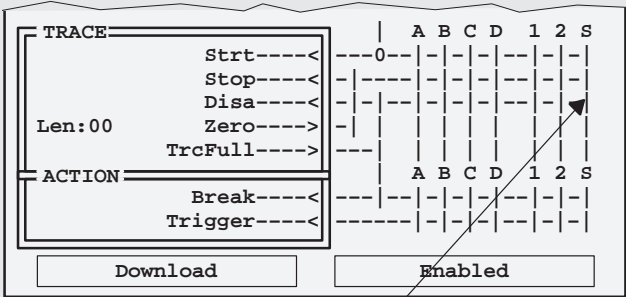 TRACE | A B C D 1 2 S
Strt----< ---0--|-|-|-|--|-|-|
Stop----< -|----|-|-|-|--|-|-|
Disa----< -|-|--|-|-|-|--|-|-|
Len:00 Zero----> -| | | | | | | | |
TrcFull----> ---| | | | | | | |
ACTION | A B C D 1 2 S
Break----< ---|--|-|-|-|--|-|-|
Trigger----< ------|-|-|-|--|-|-|
Download Enabled